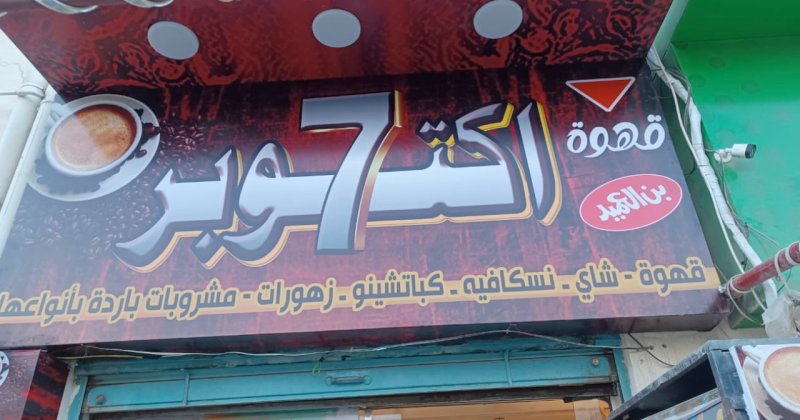 قهوة
اكتـ7ـوبر
بن العميد
قهوة - شاي - نسكافيه - كباتشينو - زهورات - مشروبات باردة بأنواعها